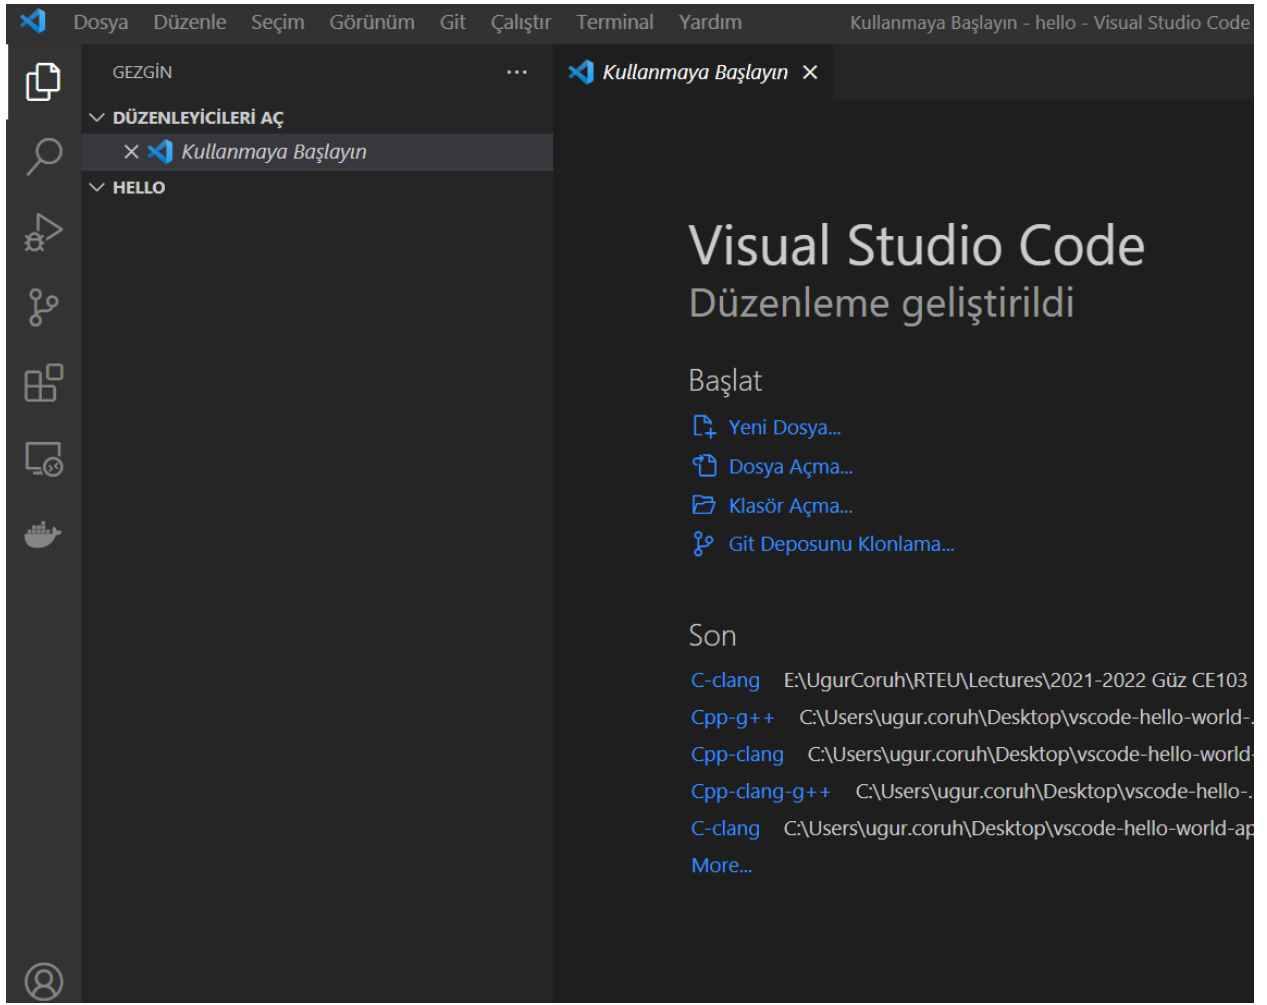 Dosya Düzenle Seçim Görünüm Git Çalıştır Terminal Yardım Kullanmaya Başlayın - hello - Visual Studio Code
GEZGİN
Kullanmaya Başlayın
DÜZENLEYİCİLERİ AÇ
Kullanmaya Başlayın
HELLO
Visual Studio Code
Düzenleme geliştirildi
Başlat
Yeni Dosya...
Dosya Açma...
Klasör Açma...
Git Deposunu Klonlama...
Son
C-clang E:\UgurCoruh\RTEU\Lectures\2021-2022 Güz CE103
Cpp-g++ C:\Users\ugur.coruh\Desktop\vscode-hello-world-...
Cpp-clang C:\Users\ugur.coruh\Desktop\vscode-hello-world-
Cpp-clang-g++ C:\Users\ugur.coruh\Desktop\vscode-hello-...
C-clang C:\Users\ugur.coruh\Desktop\vscode-hello-world-ap
More...